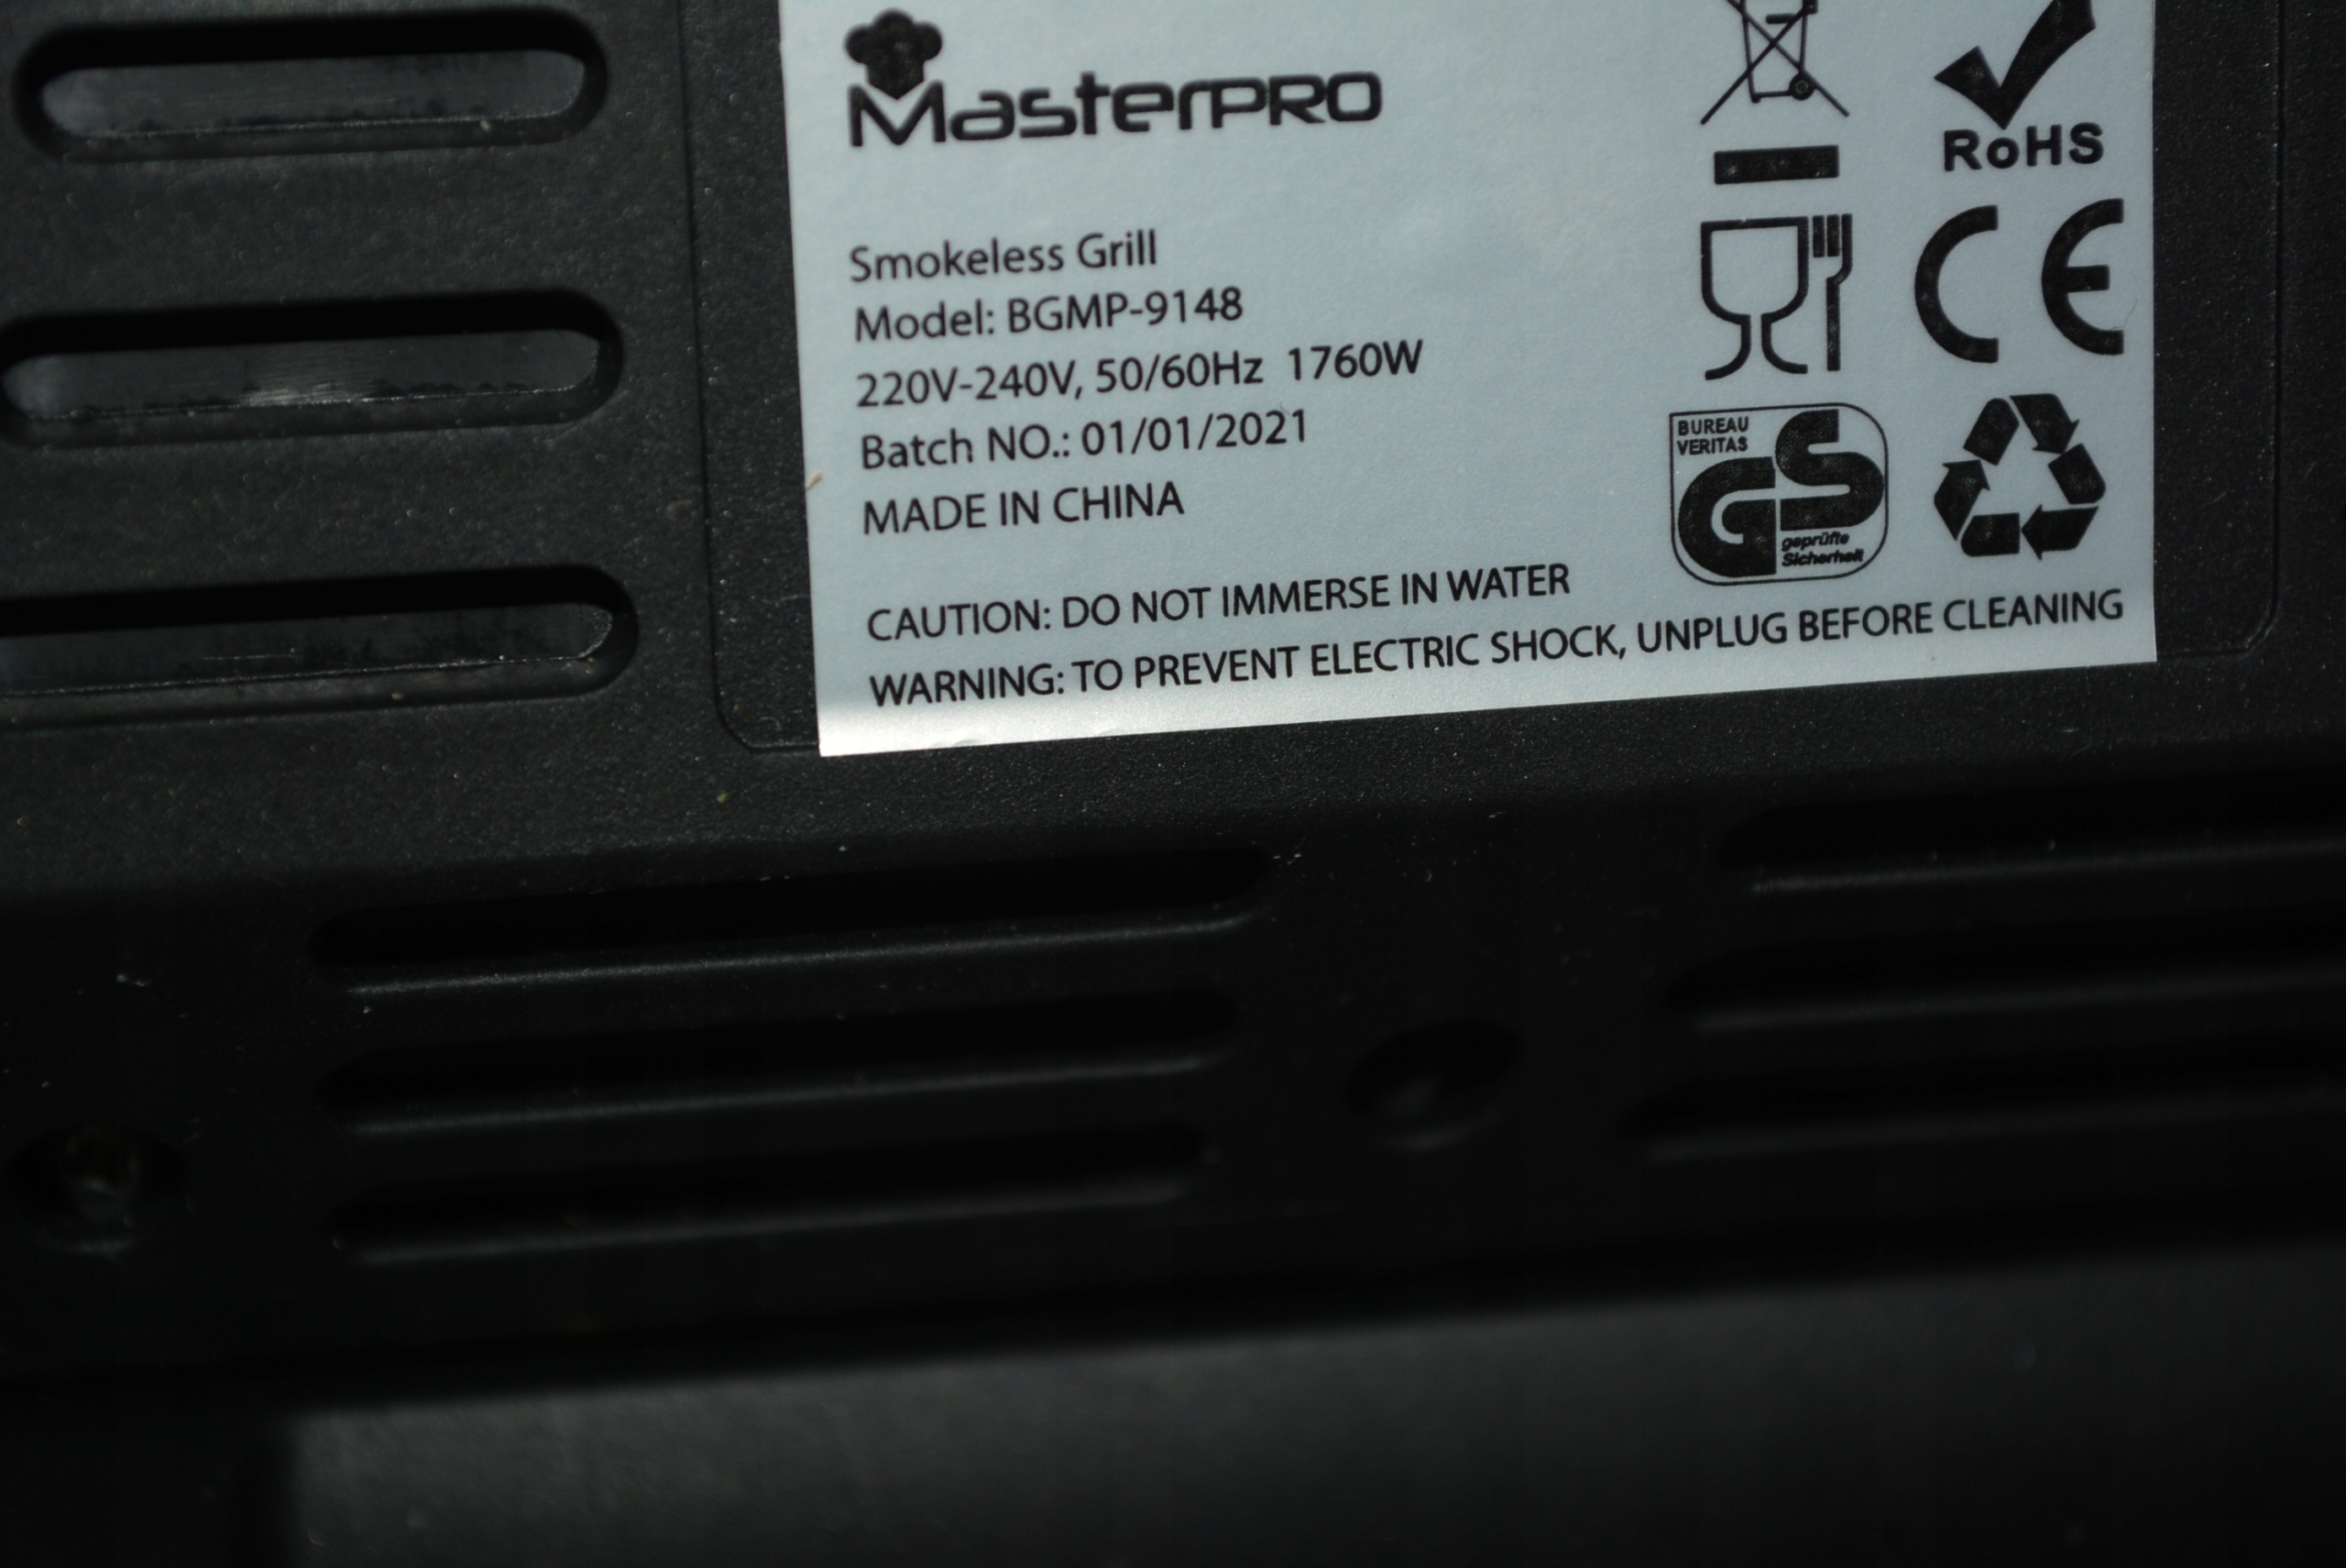 MasterPRO
RoHS
CE
Smokeless Grill
Model: BGMP-9148
220V-240V, 50/60Hz 1760W
Batch NO.: 01/01/2021
MADE IN CHINA
BUREAU
VERITAS
GS
geprüfte
Sicherheit
CAUTION: DO NOT IMMERSE IN WATER
WARNING: TO PREVENT ELECTRIC SHOCK, UNPLUG BEFORE CLEANING